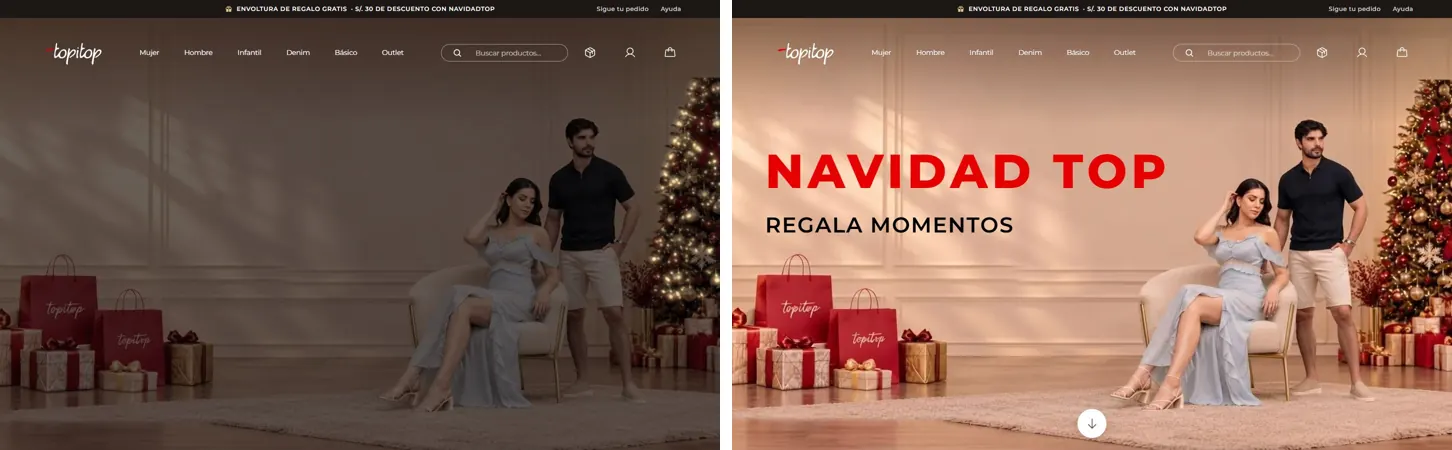 ENVOLTURA DE REGALO GRATIS - S/. 30 DE DESCUENTO CON NAVIDADTOP
Sigue tu pedido Ayuda
topitop Mujer Hombre Infantil Denim Básico Outlet Buscar productos...
topitop
topitop
ENVOLTURA DE REGALO GRATIS - S/. 30 DE DESCUENTO CON NAVIDADTOP
Sigue tu pedido Ayuda
topitop Mujer Hombre Infantil Denim Básico Outlet Buscar productos...
NAVIDAD TOP
REGALA MOMENTOS
topitop
topitop